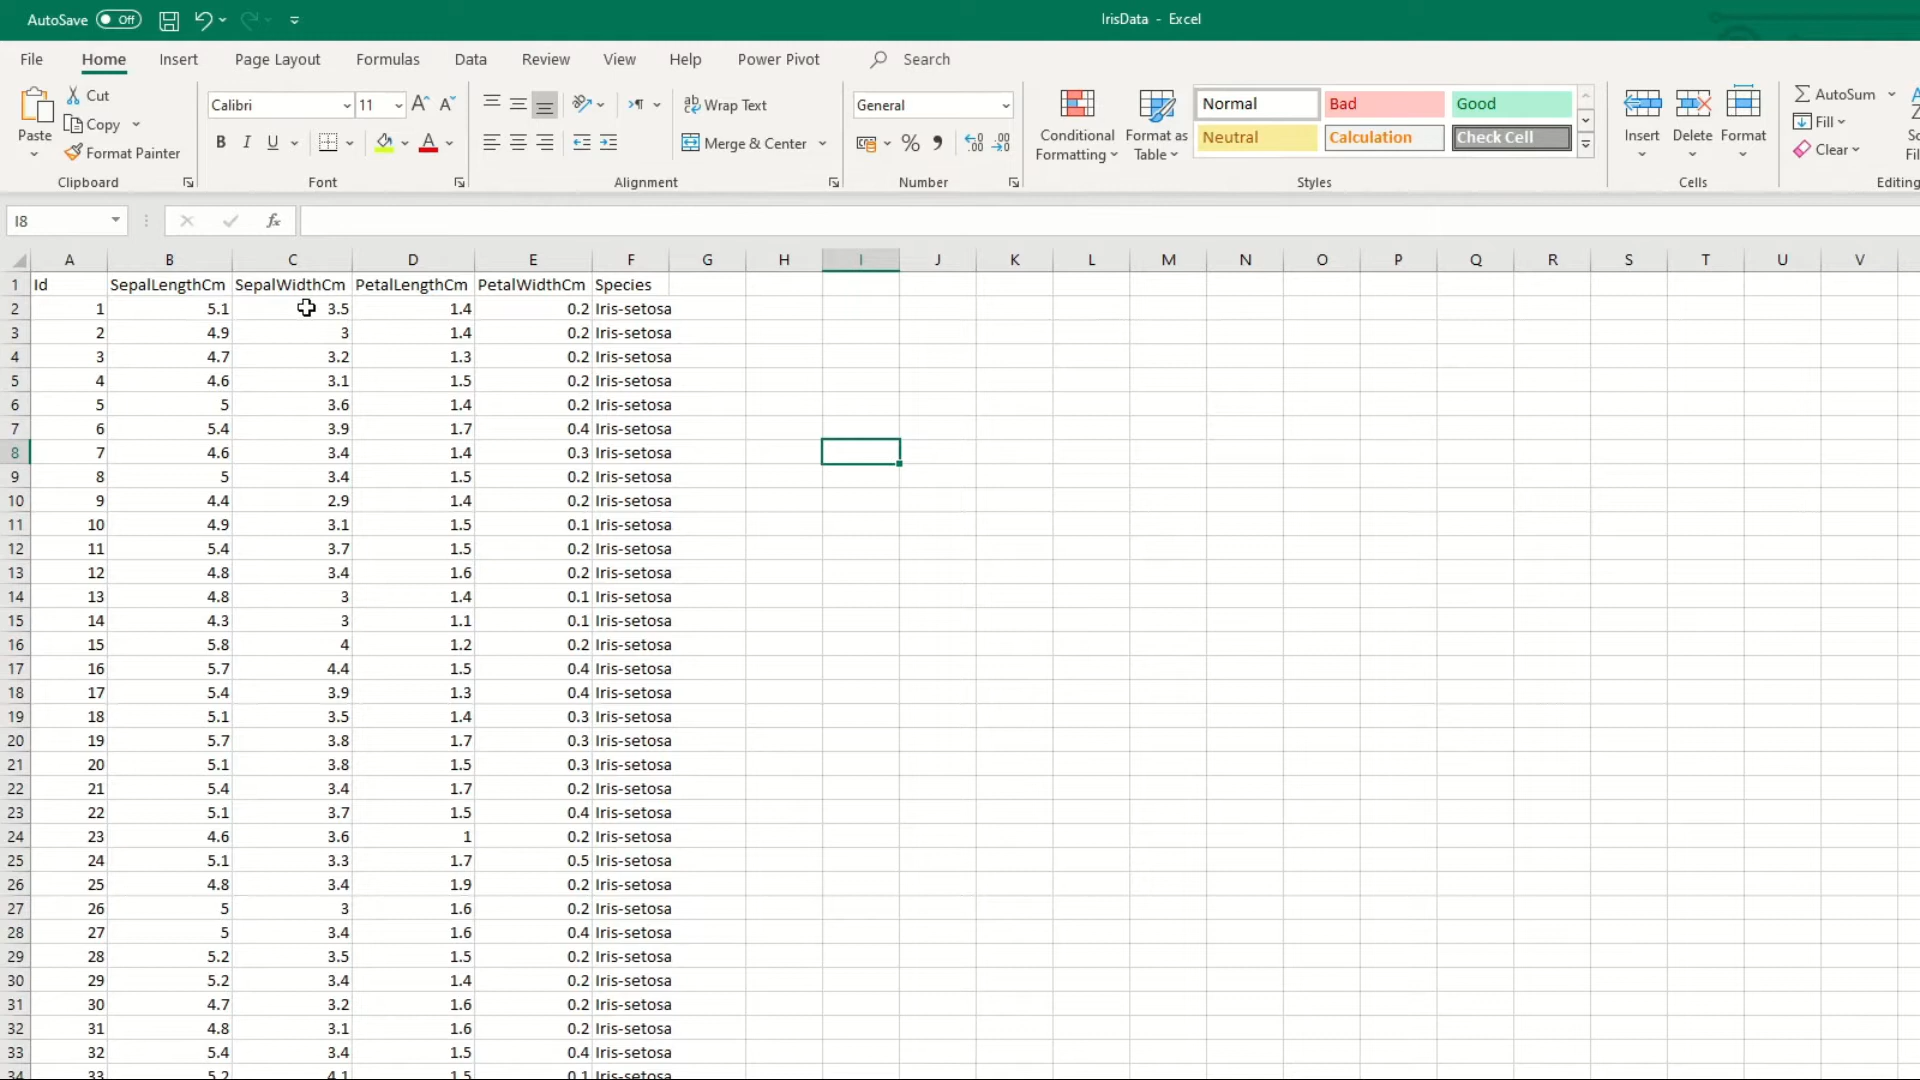 AutoSave Off IrisData - Excel
File Home Insert Page Layout Formulas Data Review View Help Power Pivot Search
Paste Cut Copy Format Painter
Clipboard
Calibri 11 A A
B I U A
Font
ab Wrap Text
Merge & Center
Alignment
General
% 9 .00 .00
Number
Conditional Formatting
Format as Table
Normal Bad Good
Neutral Calculation Check Cell
Styles
Insert Delete Format
Cells
AutoSum
Fill
Clear
Editing
I8 fx
A B C D E F G H I J K L M N O P Q R S T U V
1 Id SepalLengthCm SepalWidthCm PetalLengthCm PetalWidthCm Species
2 1 5.1 3.5 1.4 0.2 Iris-setosa
3 2 4.9 3 1.4 0.2 Iris-setosa
4 3 4.7 3.2 1.3 0.2 Iris-setosa
5 4 4.6 3.1 1.5 0.2 Iris-setosa
6 5 5 3.6 1.4 0.2 Iris-setosa
7 6 5.4 3.9 1.7 0.4 Iris-setosa
8 7 4.6 3.4 1.4 0.3 Iris-setosa
9 8 5 3.4 1.5 0.2 Iris-setosa
10 9 4.4 2.9 1.4 0.2 Iris-setosa
11 10 4.9 3.1 1.5 0.1 Iris-setosa
12 11 5.4 3.7 1.5 0.2 Iris-setosa
13 12 4.8 3.4 1.6 0.2 Iris-setosa
14 13 4.8 3 1.4 0.1 Iris-setosa
15 14 4.3 3 1.1 0.1 Iris-setosa
16 15 5.8 4 1.2 0.2 Iris-setosa
17 16 5.7 4.4 1.5 0.4 Iris-setosa
18 17 5.4 3.9 1.3 0.4 Iris-setosa
19 18 5.1 3.5 1.4 0.3 Iris-setosa
20 19 5.7 3.8 1.7 0.3 Iris-setosa
21 20 5.1 3.8 1.5 0.3 Iris-setosa
22 21 5.4 3.4 1.7 0.2 Iris-setosa
23 22 5.1 3.7 1.5 0.4 Iris-setosa
24 23 4.6 3.6 1 0.2 Iris-setosa
25 24 5.1 3.3 1.7 0.5 Iris-setosa
26 25 4.8 3.4 1.9 0.2 Iris-setosa
27 26 5 3 1.6 0.2 Iris-setosa
28 27 5 3.4 1.6 0.4 Iris-setosa
29 28 5.2 3.5 1.5 0.2 Iris-setosa
30 29 5.2 3.4 1.4 0.2 Iris-setosa
31 30 4.7 3.2 1.6 0.2 Iris-setosa
32 31 4.8 3.1 1.6 0.2 Iris-setosa
33 32 5.4 3.4 1.5 0.4 Iris-setosa
34 33 5.2 4.1 1.5 0.1 Iris-setosa